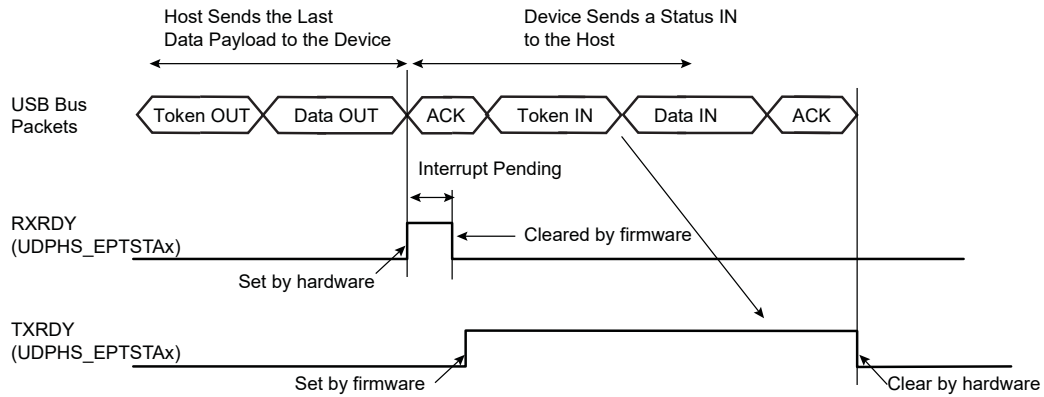 Host Sends the Last
Data Payload to the Device
Device Sends a Status IN
to the Host
USB Bus
Packets
Token OUT
Data OUT
ACK
Token IN
Data IN
ACK
Interrupt Pending
RXRDY
(UDPHS_EPTSTAx)
Cleared by firmware
Set by hardware
TXRDY
(UDPHS_EPTSTAx)
Set by firmware
Clear by hardware